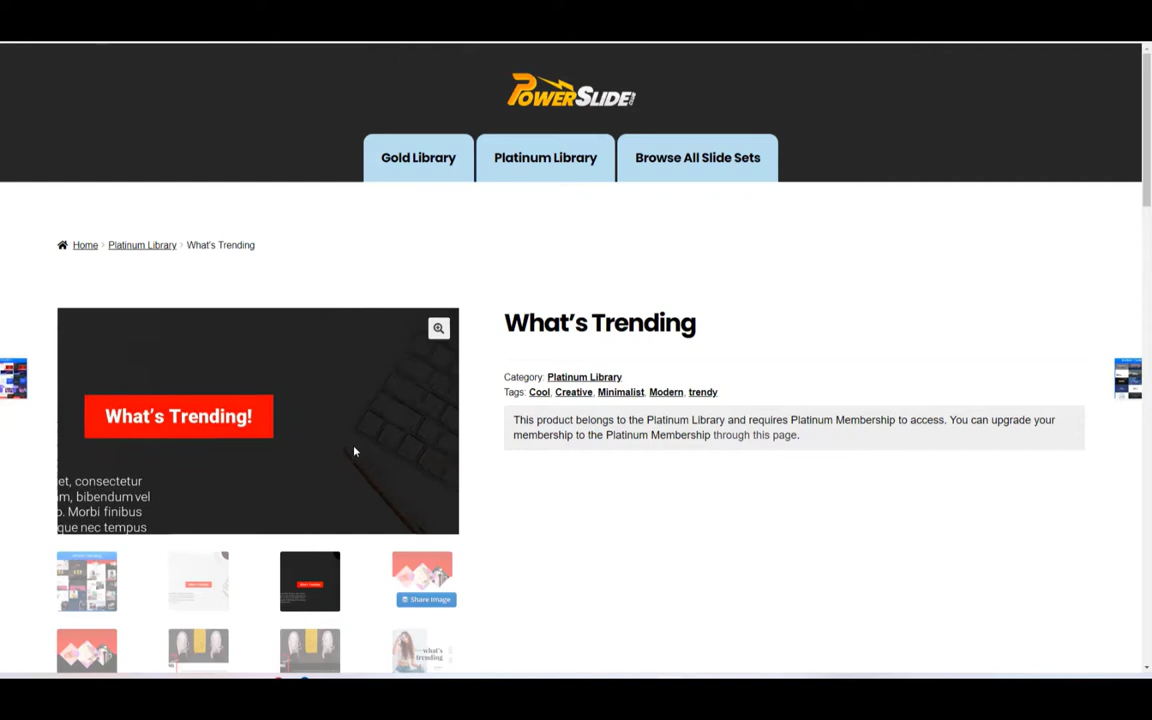 POWERSLIDE
Gold Library
Platinum Library
Browse All Slide Sets
Home › Platinum Library › What's Trending
What's Trending!
et, consectetur
am, bibendum vel
o. Morbi finibus
que nec tempus
Share Image
what's
trending
What's Trending
Category: Platinum Library
Tags: Cool, Creative, Minimalist, Modern, trendy
This product belongs to the Platinum Library and requires Platinum Membership to access. You can upgrade your
membership to the Platinum Membership through this page.